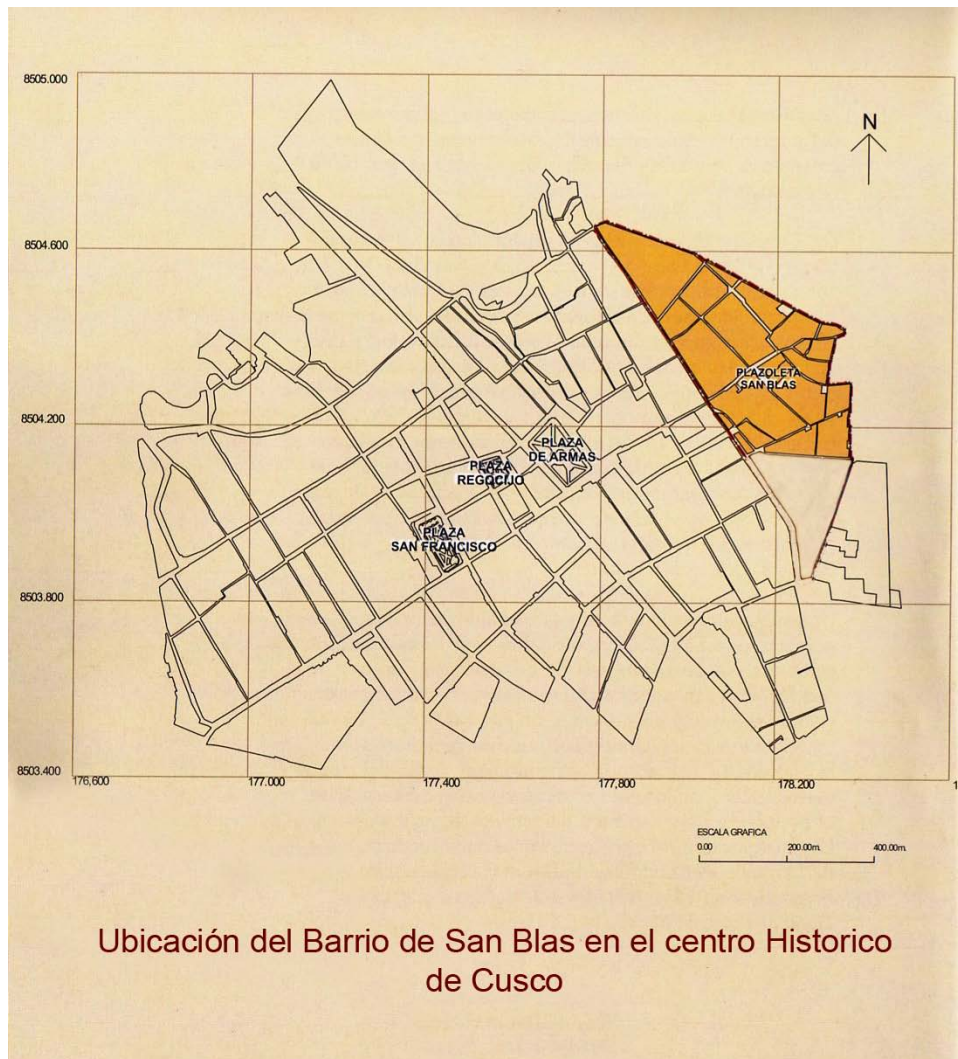 8505.000
N
8504.600
PLAZOLETA
SAN BLAS
8504.200
PLAZA
DE ARMAS
PLAZA
REGOCIJO
PLAZA
SAN FRANCISCO
8503.800
8503.400
176,600
177.000
177,400
177,800
178.200
1
ESCALA GRAFICA
0.00
200.00m.
400.00m.
Ubicación del Barrio de San Blas en el centro Historico
de Cusco